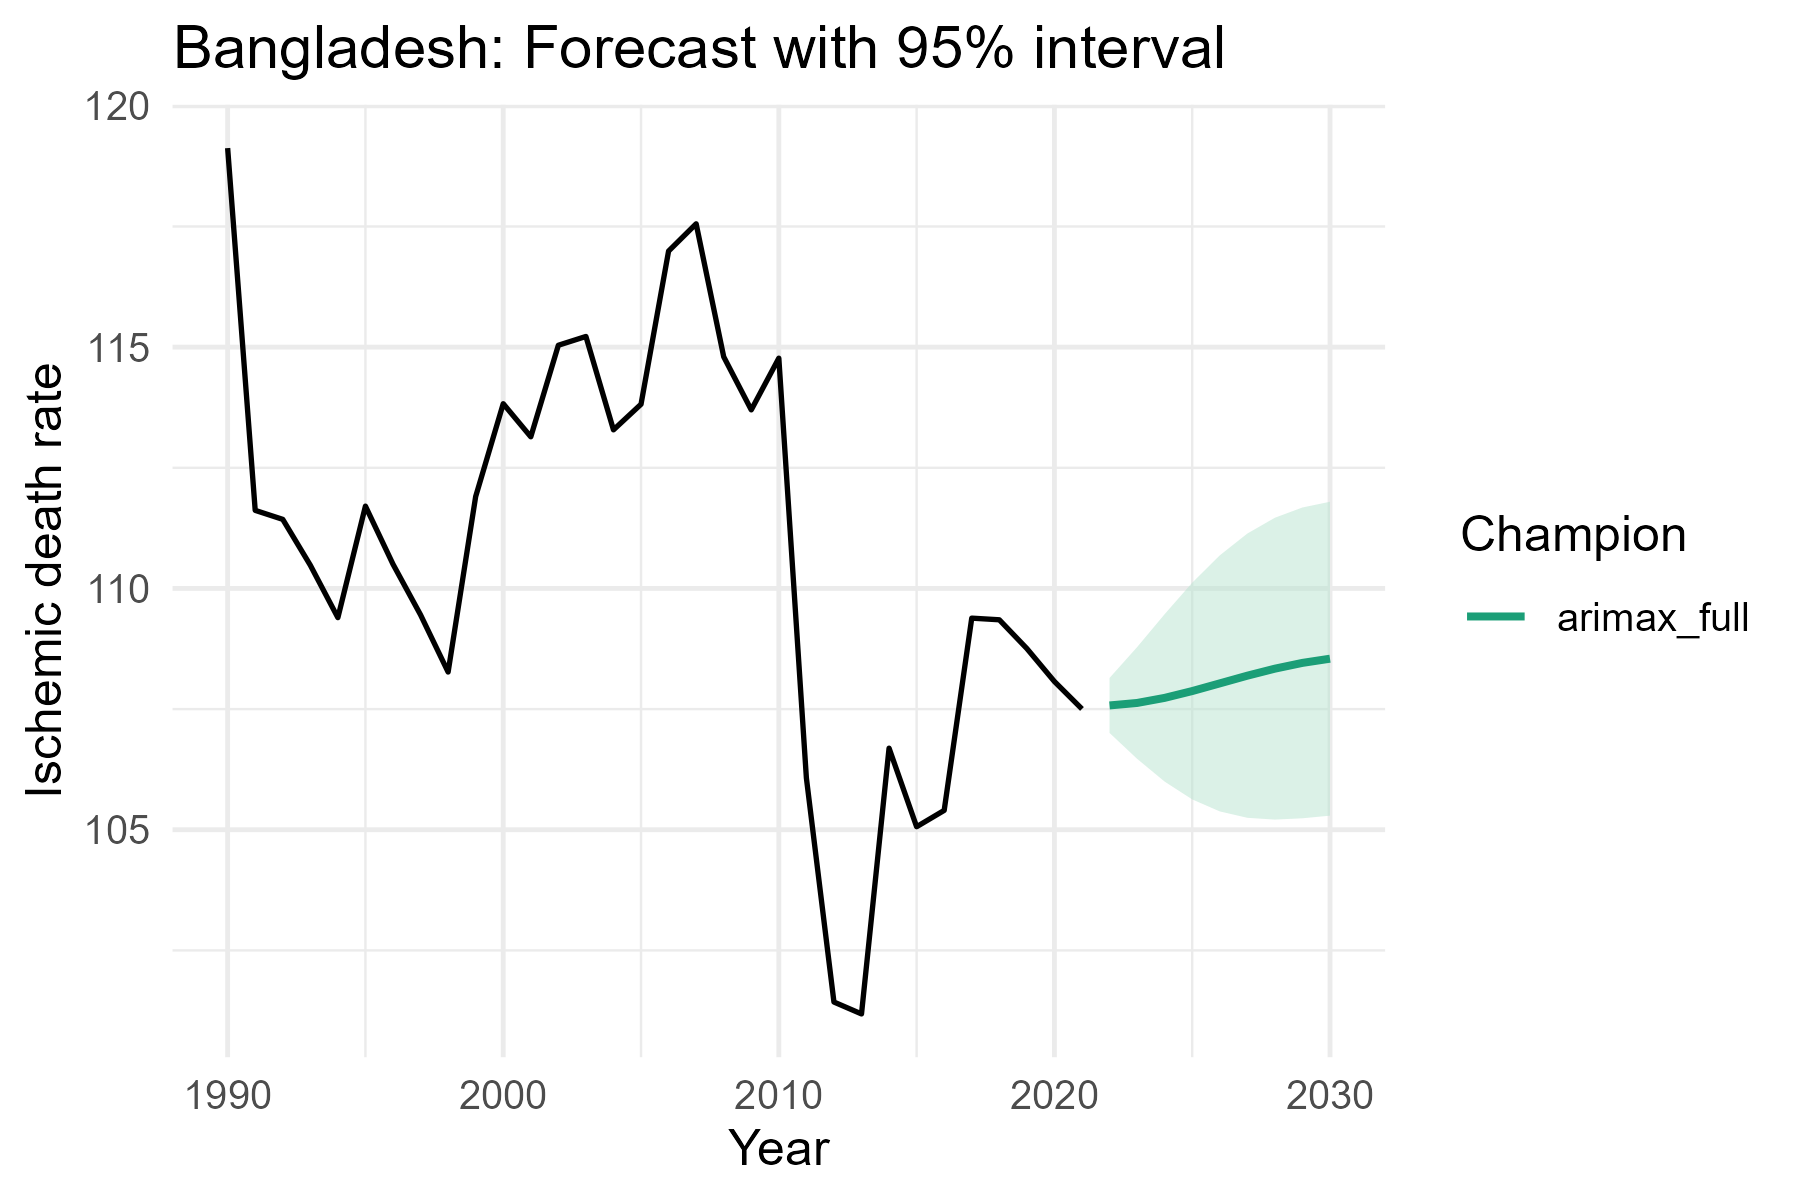 Bangladesh: Forecast with 95% interval
120
115
110
105
Ischemic death rate
1990
2000
2010
2020
2030
Year
Champion
arimax_full